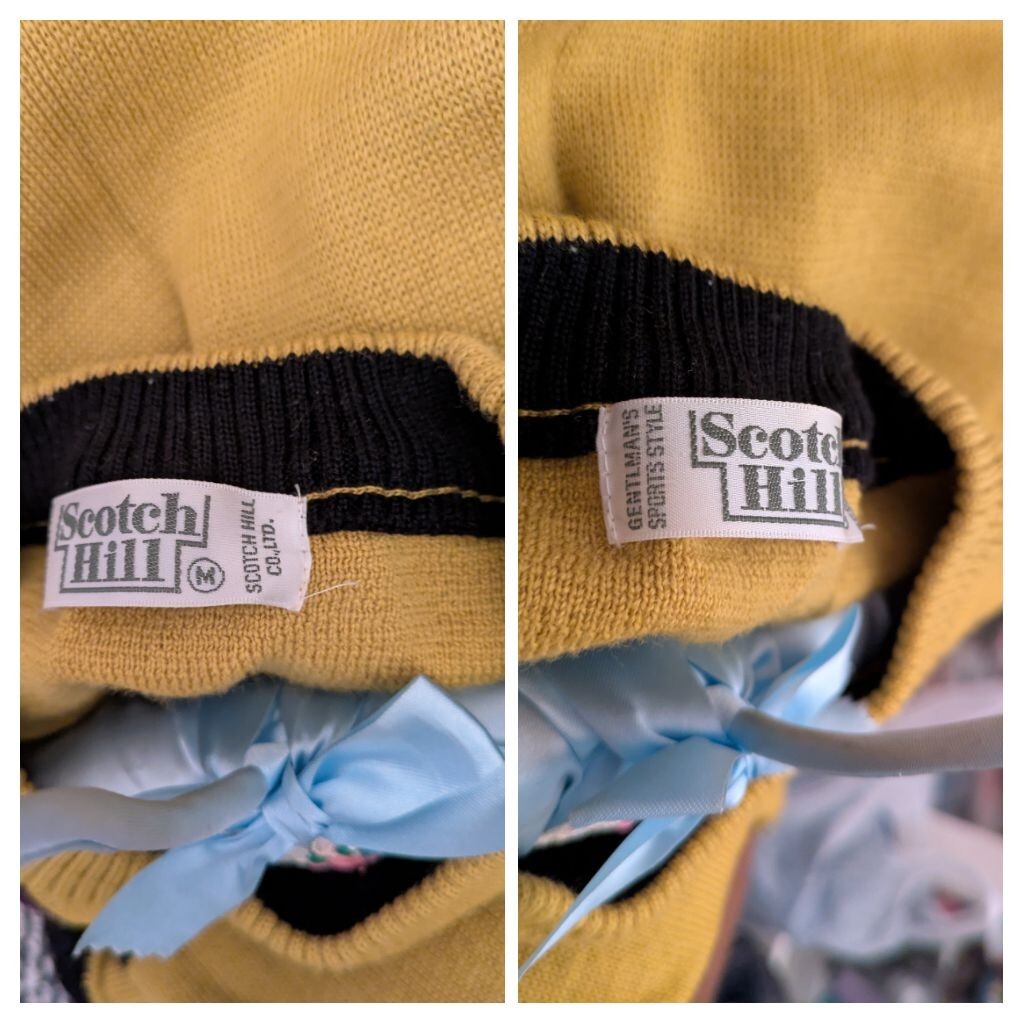 Scotch
Hill
M
SCOTCH HILL
CO.,LTD.
GENTLMAN'S
SPORTS STYLE
Scotch
Hill